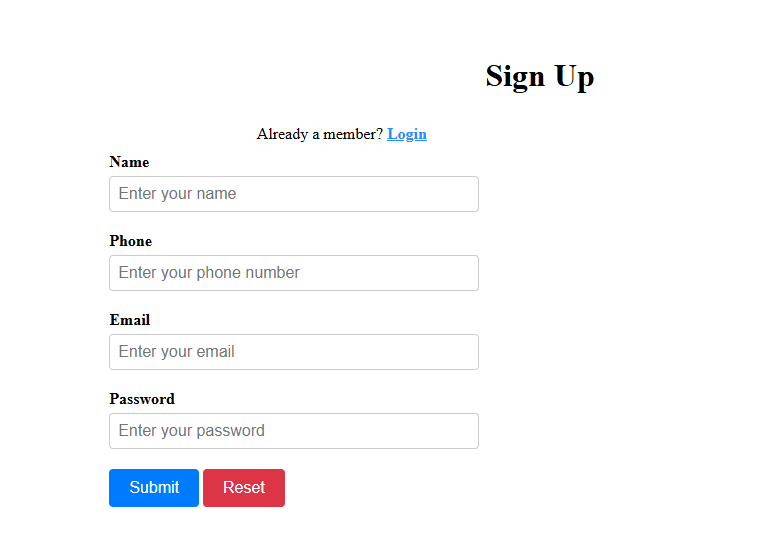 Sign Up
Already a member? Login
Name
Enter your name
Phone
Enter your phone number
Email
Enter your email
Password
Enter your password
Submit Reset